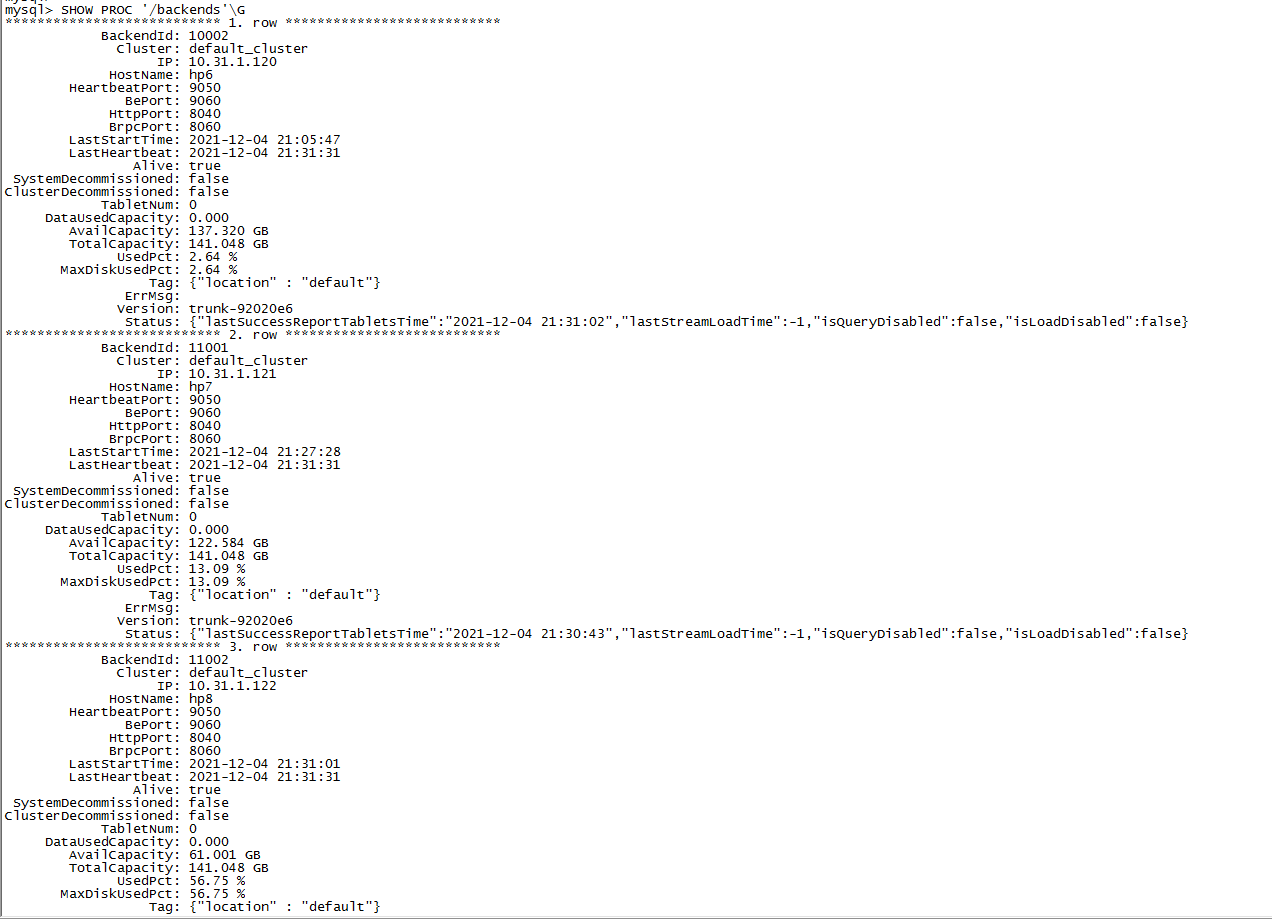 mysql> SHOW PROC '/backends'\G
*************************** 1. row ***************************
BackendId: 10002
Cluster: default_cluster
IP: 10.31.1.120
HostName: hp6
HeartbeatPort: 9050
BePort: 9060
HttpPort: 8040
BrpcPort: 8060
LastStartTime: 2021-12-04 21:05:47
LastHeartbeat: 2021-12-04 21:31:31
Alive: true
SystemDecommissioned: false
ClusterDecommissioned: false
TabletNum: 0
DataUsedCapacity: 0.000
AvailCapacity: 137.320 GB
TotalCapacity: 141.048 GB
UsedPct: 2.64 %
MaxDiskUsedPct: 2.64 %
Tag: {"location" : "default"}
ErrMsg:
Version: trunk-92020e6
Status: {"lastSuccessReportTabletsTime":"2021-12-04 21:31:02","lastStreamLoadTime":-1,"isQueryDisabled":false,"isLoadDisabled":false}
*************************** 2. row ***************************
BackendId: 11001
Cluster: default_cluster
IP: 10.31.1.121
HostName: hp7
HeartbeatPort: 9050
BePort: 9060
HttpPort: 8040
BrpcPort: 8060
LastStartTime: 2021-12-04 21:27:28
LastHeartbeat: 2021-12-04 21:31:31
Alive: true
SystemDecommissioned: false
ClusterDecommissioned: false
TabletNum: 0
DataUsedCapacity: 0.000
AvailCapacity: 122.584 GB
TotalCapacity: 141.048 GB
UsedPct: 13.09 %
MaxDiskUsedPct: 13.09 %
Tag: {"location" : "default"}
ErrMsg:
Version: trunk-92020e6
Status: {"lastSuccessReportTabletsTime":"2021-12-04 21:30:43","lastStreamLoadTime":-1,"isQueryDisabled":false,"isLoadDisabled":false}
*************************** 3. row ***************************
BackendId: 11002
Cluster: default_cluster
IP: 10.31.1.122
HostName: hp8
HeartbeatPort: 9050
BePort: 9060
HttpPort: 8040
BrpcPort: 8060
LastStartTime: 2021-12-04 21:31:01
LastHeartbeat: 2021-12-04 21:31:31
Alive: true
SystemDecommissioned: false
ClusterDecommissioned: false
TabletNum: 0
DataUsedCapacity: 0.000
AvailCapacity: 61.001 GB
TotalCapacity: 141.048 GB
UsedPct: 56.75 %
MaxDiskUsedPct: 56.75 %
Tag: {"location" : "default"}